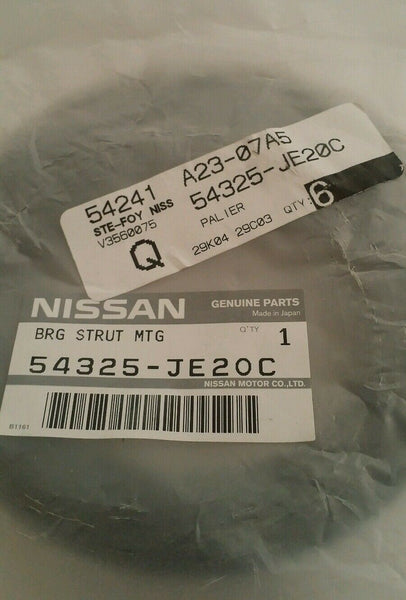 54241 A23-07A5
STE-FOY NISS 54325-JE20C
V3560075 PALIER
Q 29K04 29C03 QTY: 6
NISSAN GENUINE PARTS
Made in Japan
BRG STRUT MTG Q'TY 1
54325-JE20C
NISSAN MOTOR CO.,LTD.
B1161